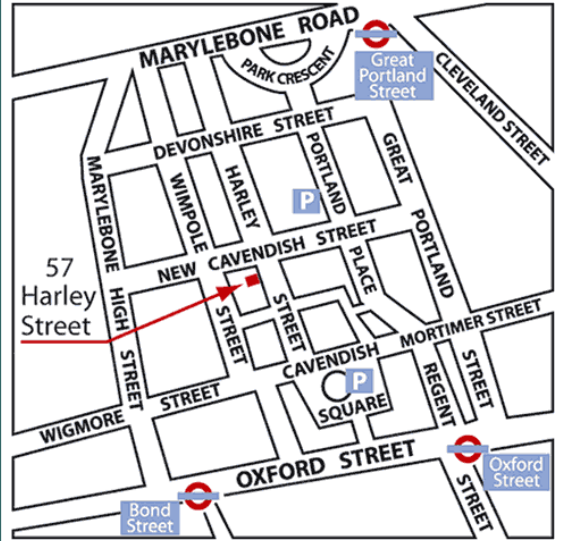 MARYLEBONE ROAD
PARK CRESCENT
Great
Portland
Street
CLEVELAND STREET
DEVONSHIRE STREET
MARYLEBONE HIGH STREET
WIMPOLE STREET
HARLEY STREET
PORTLAND PLACE
GREAT PORTLAND STREET
P
NEW CAVENDISH STREET
57
Harley
Street
MORTIMER STREET
CAVENDISH
SQUARE
P
REGENT STREET
WIGMORE STREET
OXFORD STREET
Oxford
Street
Bond
Street